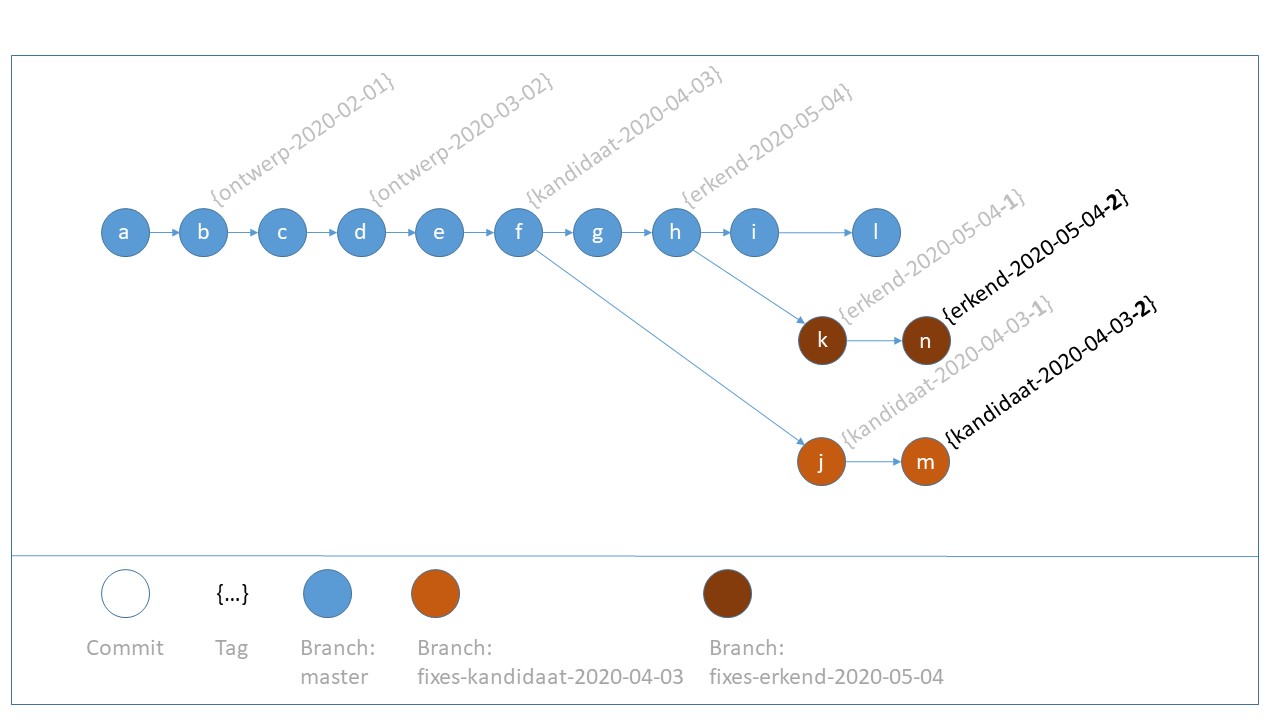 {ontwerp-2020-02-01}
{ontwerp-2020-03-02}
{kandidaat-2020-04-03}
{erkend-2020-05-04}
a b c d e f g h i l
{erkend-2020-05-04-1}
{erkend-2020-05-04-2}
k n
{kandidaat-2020-04-03-1}
{kandidaat-2020-04-03-2}
j m
{...}
Commit
Tag
Branch:
master
Branch:
fixes-kandidaat-2020-04-03
Branch:
fixes-erkend-2020-05-04